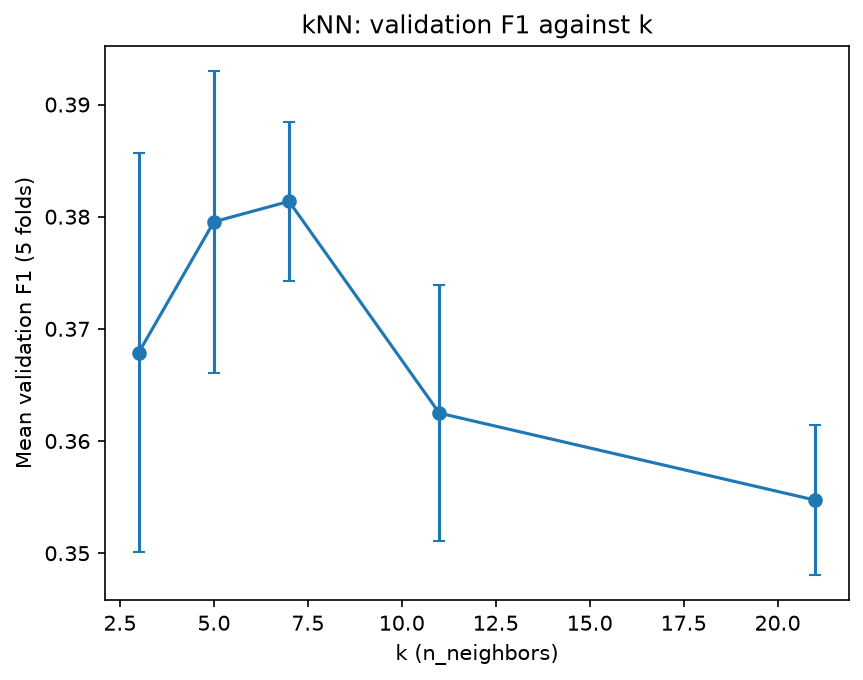 kNN: validation F1 against k
Mean validation F1 (5 folds)
0.39
0.38
0.37
0.36
0.35
2.5 5.0 7.5 10.0 12.5 15.0 17.5 20.0
k (n_neighbors)